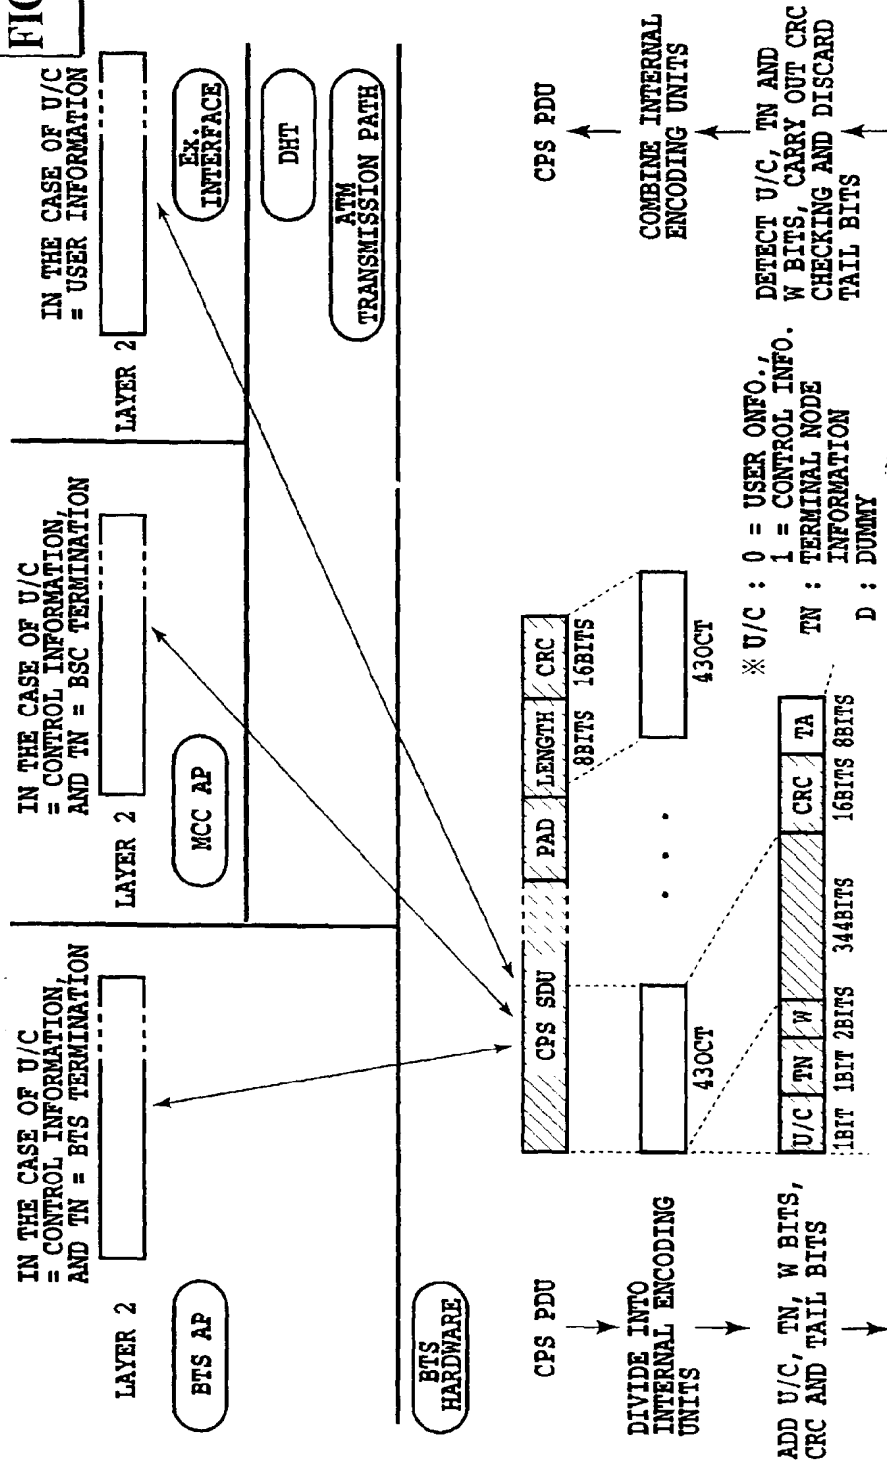 FIG
IN THE CASE OF U/C
= CONTROL INFORMATION,
AND TN = BTS TERMINATION
LAYER 2
BTS AP
IN THE CASE OF U/C
= CONTROL INFORMATION,
AND TN = BSC TERMINATION
LAYER 2
MCC AP
IN THE CASE OF U/C
= USER INFORMATION
LAYER 2
Ex.
INTERFACE
DHT
ATM
TRANSMISSION PATH
BTS
HARDWARE
CPS PDU
DIVIDE INTO
INTERNAL ENCODING
UNITS
ADD U/C, TN, W BITS,
CRC AND TAIL BITS
CPS SDU PAD LENGTH CRC
8BITS 16BITS
43OCT
. . .
43OCT
U/C TN W CRC TA
1BIT 1BIT 2BITS 344BITS 16BITS 8BITS
CPS PDU
COMBINE INTERNAL
ENCODING UNITS
DETECT U/C, TN AND
W BITS, CARRY OUT CRC
CHECKING AND DISCARD
TAIL BITS
※ U/C : 0 = USER ONFO.,
1 = CONTROL INFO.
TN : TERMINAL NODE
INFORMATION
D : DUMMY